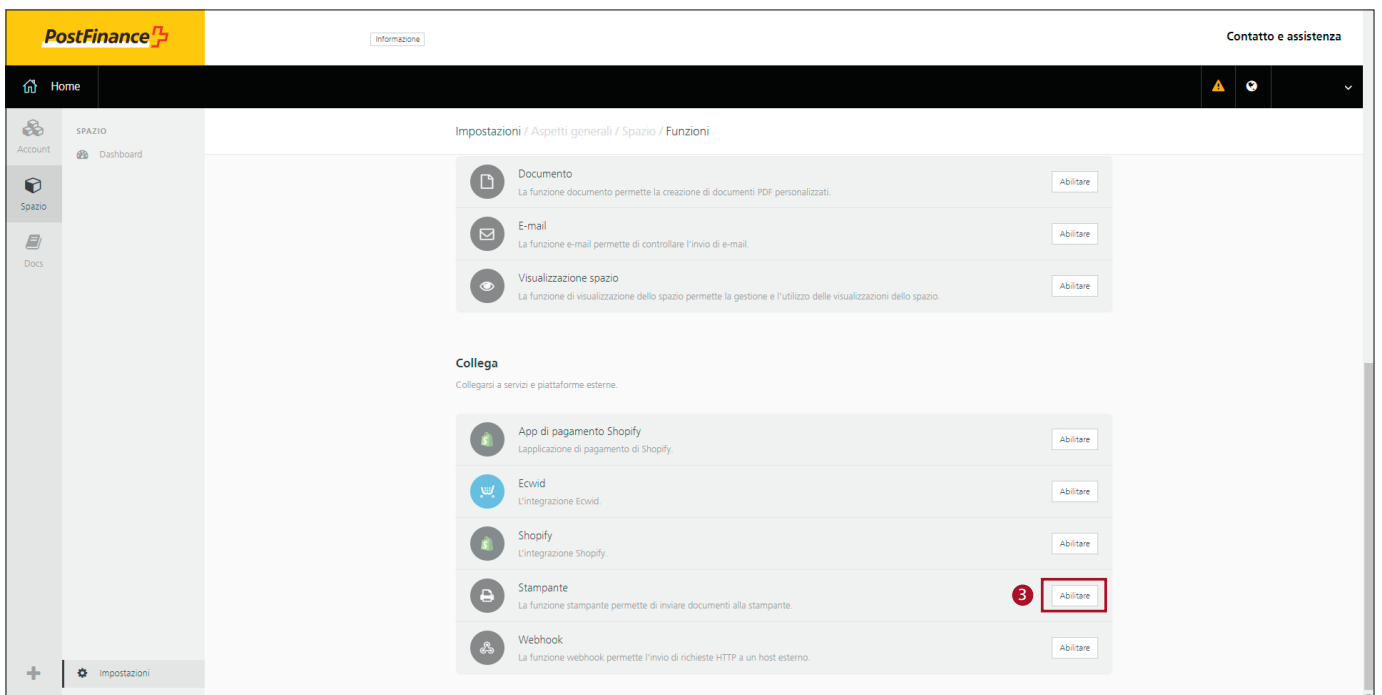 PostFinance
Informazione
Contatto e assistenza
Home
Account
Spazio
Docs
SPAZIO
Dashboard
Impostazioni / Aspetti generali / Spazio / Funzioni
Documento
La funzione documento permette la creazione di documenti PDF personalizzati.
Abilitare
E-mail
La funzione e-mail permette di controllare l'invio di e-mail.
Abilitare
Visualizzazione spazio
La funzione di visualizzazione dello spazio permette la gestione e l'utilizzo delle visualizzazioni dello spazio.
Abilitare
Collega
Collegarsi a servizi e piattaforme esterne.
App di pagamento Shopify
Lapplicazione di pagamento di Shopify.
Abilitare
Ecwid
L'integrazione Ecwid.
Abilitare
Shopify
L'integrazione Shopify.
Abilitare
Stampante
La funzione stampante permette di inviare documenti alla stampante.
3
Abilitare
Webhook
La funzione webhook permette l'invio di richieste HTTP a un host esterno.
Abilitare
Impostazioni